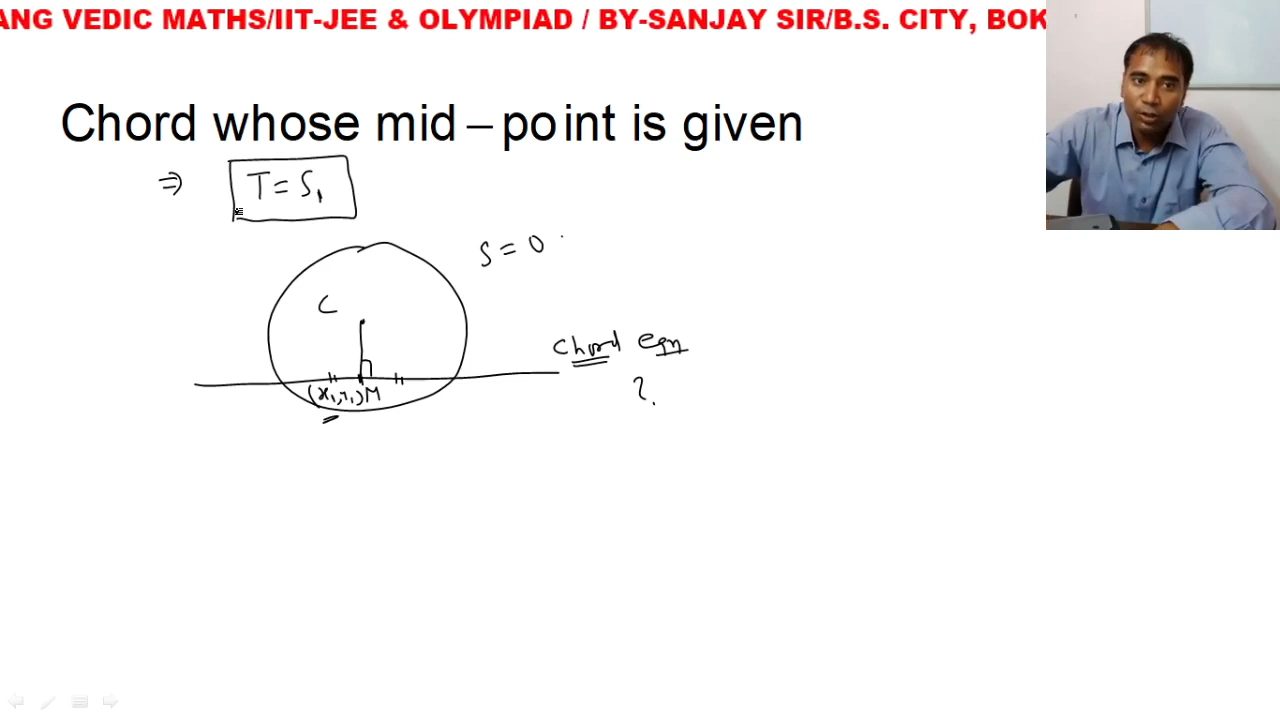 ANG VEDIC MATHS/IIT-JEE & OLYMPIAD / BY-SANJAY SIR/B.S. CITY, BOK
Chord whose mid – point is given
⇒ T = S₁
S = 0
C
Chord eqn
(x₁, y₁) M
?